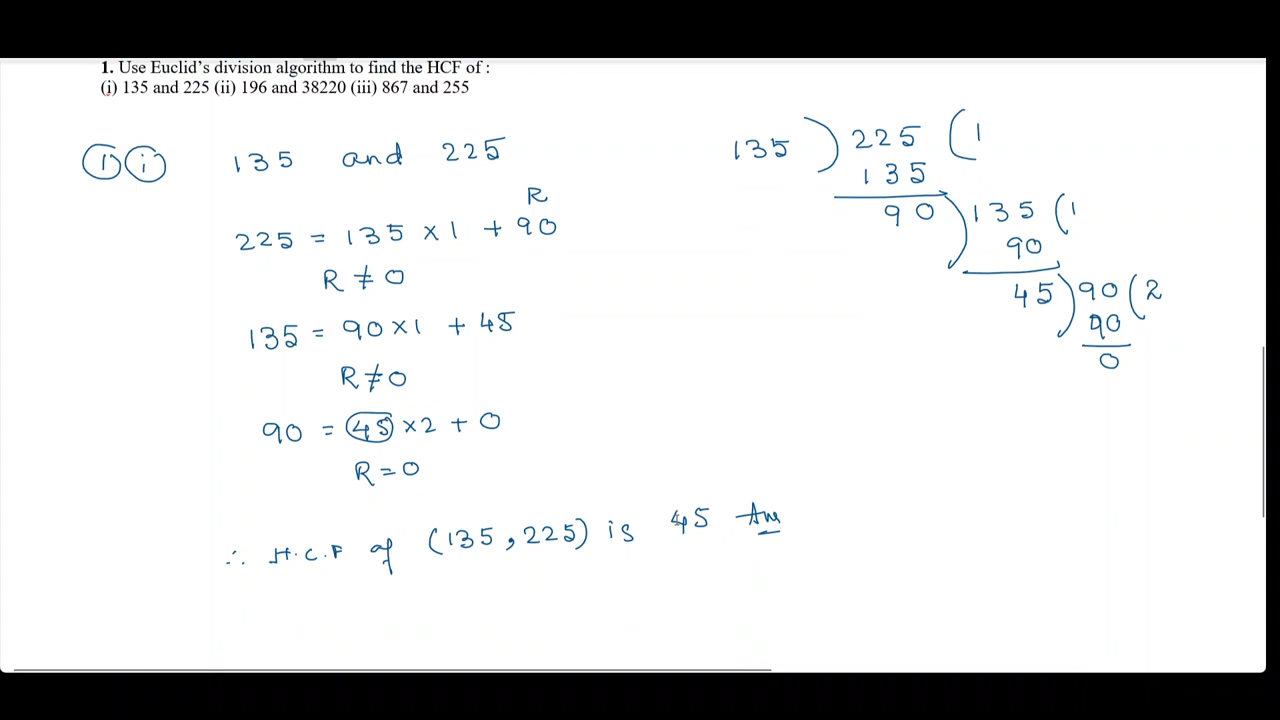 1. Use Euclid's division algorithm to find the HCF of :
(i) 135 and 225 (ii) 196 and 38220 (iii) 867 and 255
1 i 135 and 225
R
225 = 135 × 1 + 90
R ≠ 0
135 = 90 × 1 + 45
R ≠ 0
90 = 45 × 2 + 0
R = 0
∴ H.C.F of (135, 225) is 45 Ans
135 ) 225 ( 1
135
90 ) 135 ( 1
90
45 ) 90 ( 2
90
0